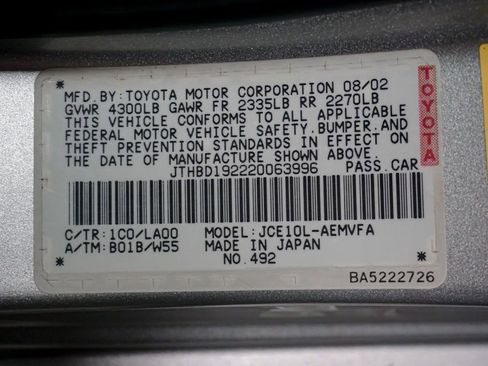 MFD.BY:TOYOTA MOTOR CORPORATION 08/02
GVWR 4300LB GAWR FR 2335LB RR 2270LB
THIS VEHICLE CONFORMS TO ALL APPLICABLE
FEDERAL MOTOR VEHICLE SAFETY,BUMPER,AND
THEFT PREVENTION STANDARDS IN EFFECT ON
THE DATE OF MANUFACTURE SHOWN ABOVE.
JTHBD192220063996 PASS.CAR
C/TR:1C0/LA00 MODEL:JCE10L-AEMVFA
A/TM:B01B/W55 MADE IN JAPAN
NO.492
BA5222726
TOYOTA